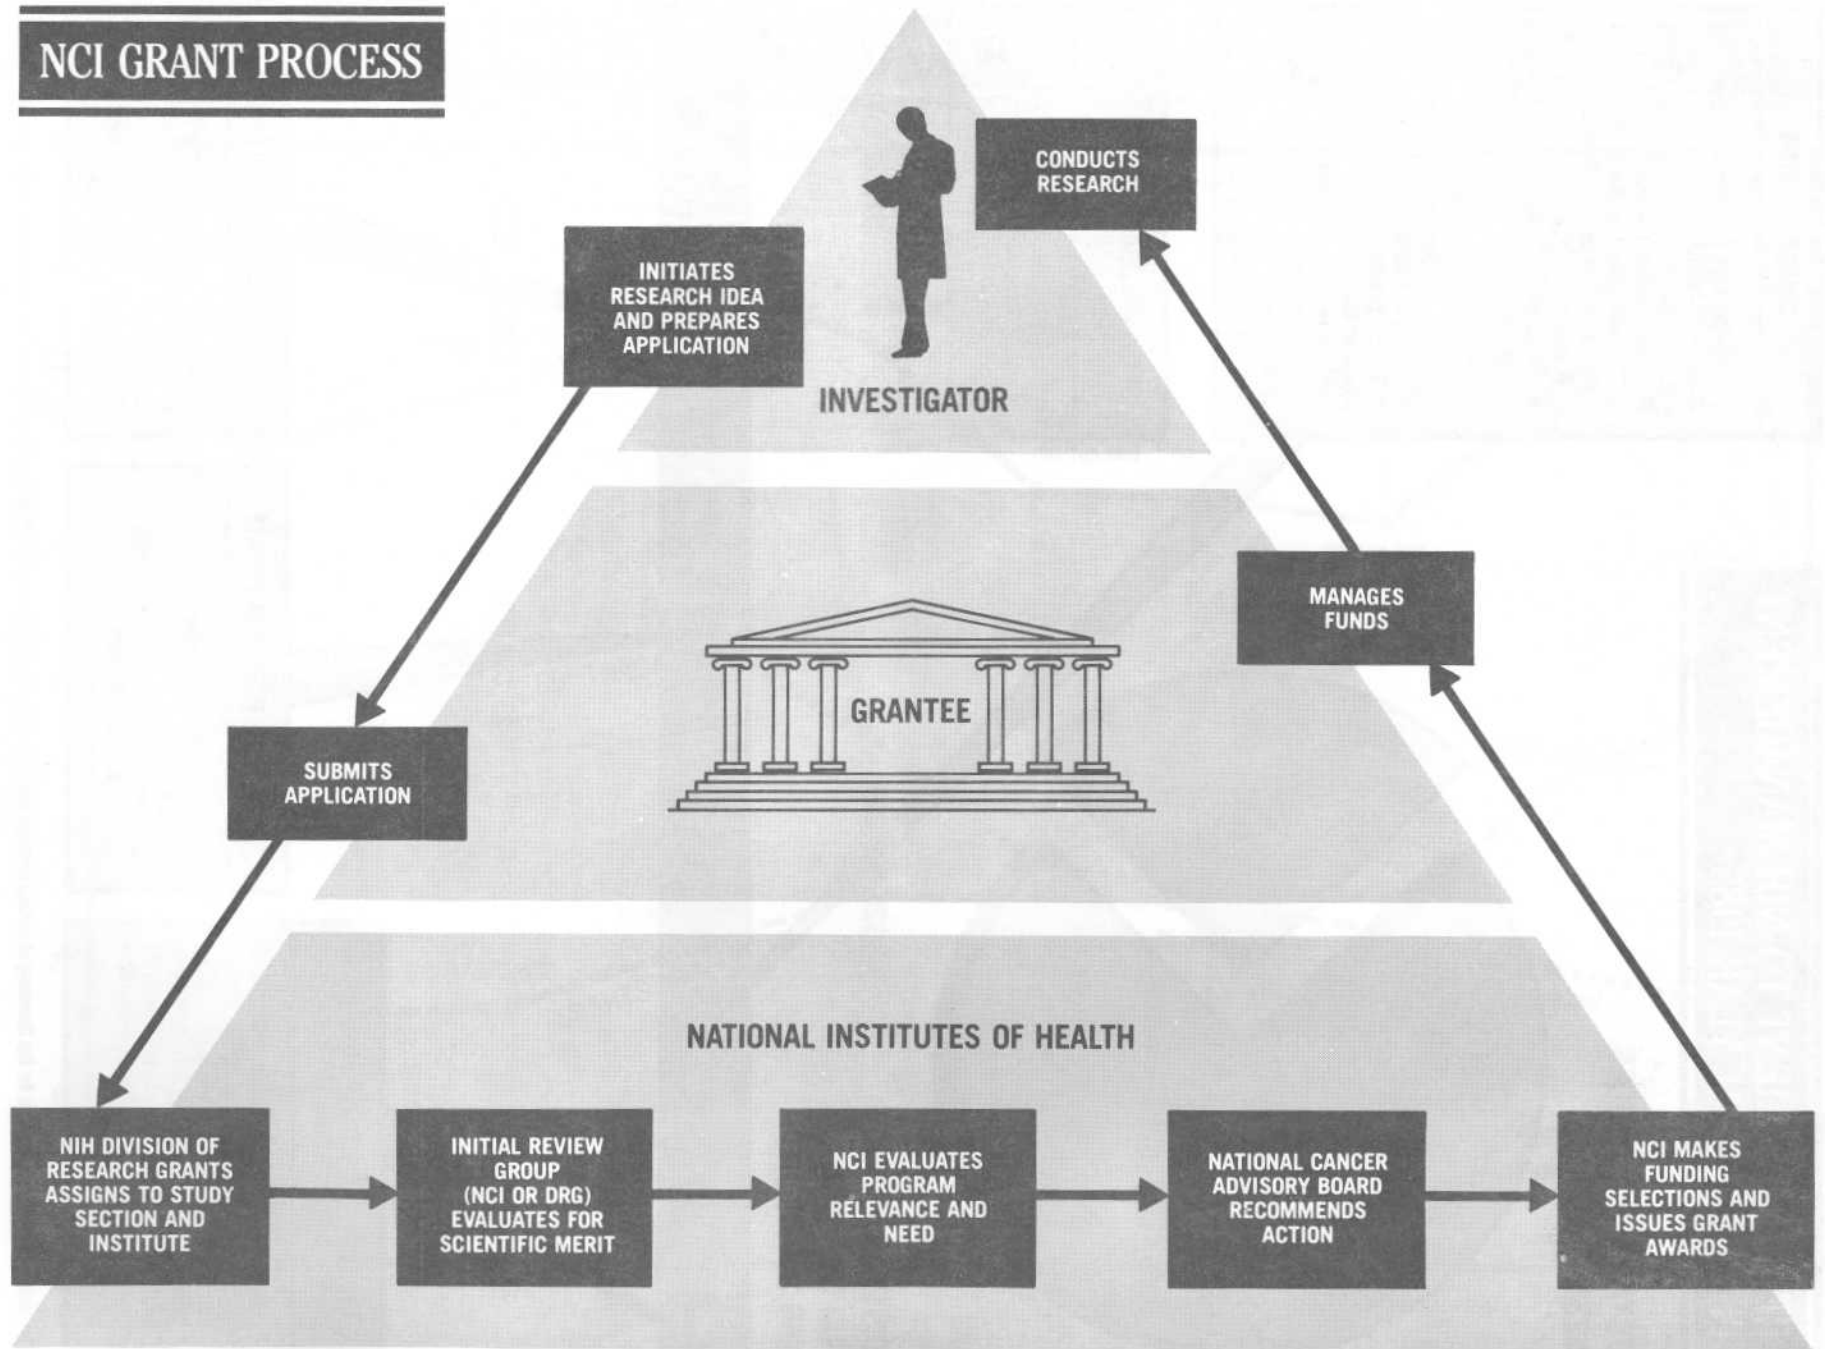 NCI GRANT PROCESS
CONDUCTS
RESEARCH
INITIATES
RESEARCH IDEA
AND PREPARES
APPLICATION
INVESTIGATOR
MANAGES
FUNDS
GRANTEE
SUBMITS
APPLICATION
NATIONAL INSTITUTES OF HEALTH
NIH DIVISION OF
RESEARCH GRANTS
ASSIGNS TO STUDY
SECTION AND
INSTITUTE
INITIAL REVIEW
GROUP
(NCI OR DRG)
EVALUATES FOR
SCIENTIFIC MERIT
NCI EVALUATES
PROGRAM
RELEVANCE AND
NEED
NATIONAL CANCER
ADVISORY BOARD
RECOMMENDS
ACTION
NCI MAKES
FUNDING
SELECTIONS AND
ISSUES GRANT
AWARDS